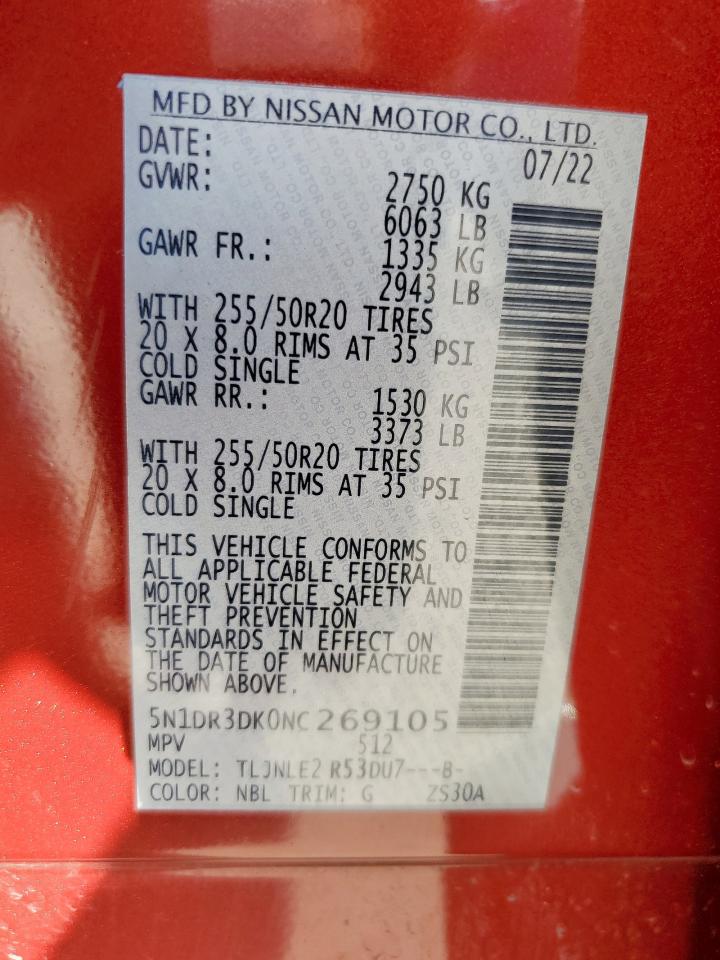 MFD BY NISSAN MOTOR CO., LTD.
DATE: 07/22
GVWR: 2750 KG
6063 LB
GAWR FR.: 1335 KG
2943 LB
WITH 255/50R20 TIRES
20 X 8.0 RIMS AT 35 PSI
COLD SINGLE
GAWR RR.: 1530 KG
3373 LB
WITH 255/50R20 TIRES
20 X 8.0 RIMS AT 35 PSI
COLD SINGLE
THIS VEHICLE CONFORMS TO
ALL APPLICABLE FEDERAL
MOTOR VEHICLE SAFETY AND
THEFT PREVENTION
STANDARDS IN EFFECT ON
THE DATE OF MANUFACTURE
SHOWN ABOVE.
5N1DR3DK0NC269105
MPV 512
MODEL: TLJNLE2 R53DU7---B-
COLOR: NBL TRIM: G ZS30A